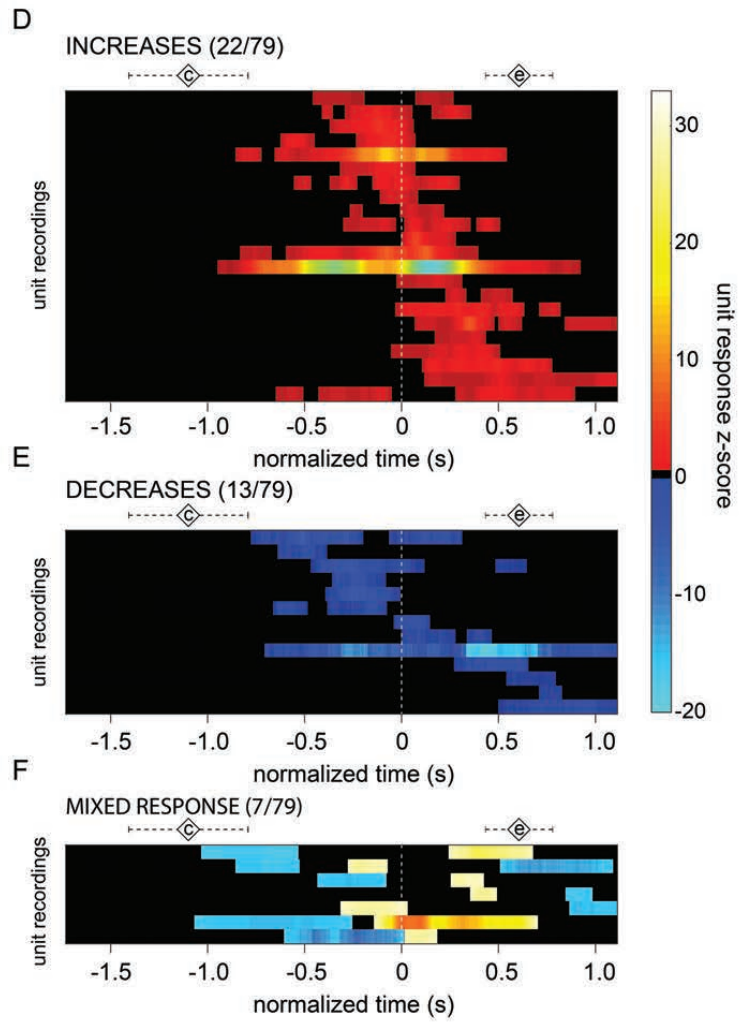 D
INCREASES (22/79)
c e
unit recordings
-1.5 -1.0 -0.5 0 0.5 1.0
normalized time (s)
30
20
10
0
-10
-20
unit response z-score
E
DECREASES (13/79)
c e
unit recordings
-1.5 -1.0 -0.5 0 0.5 1.0
normalized time (s)
F
MIXED RESPONSE (7/79)
c e
unit recordings
-1.5 -1.0 -0.5 0 0.5 1.0
normalized time (s)